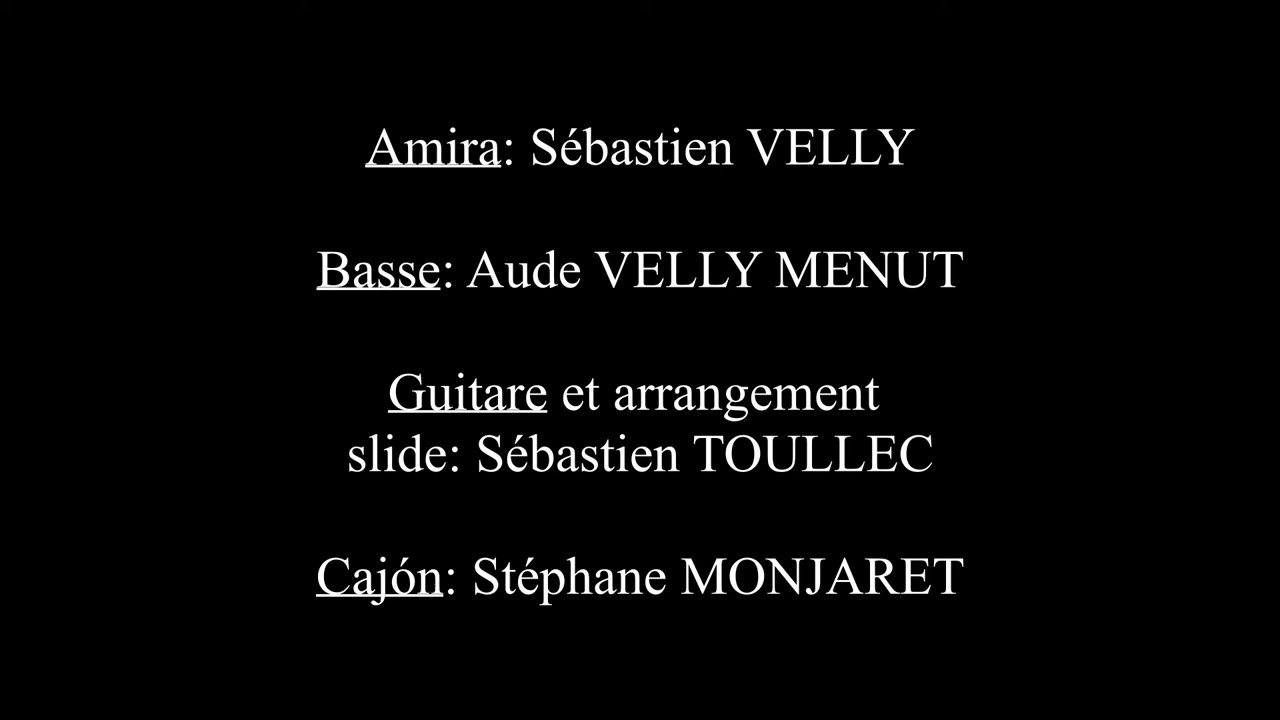 Amira: Sébastien VELLY
Basse: Aude VELLY MENUT
Guitare et arrangement
slide: Sébastien TOULLEC
Cajón: Stéphane MONJARET